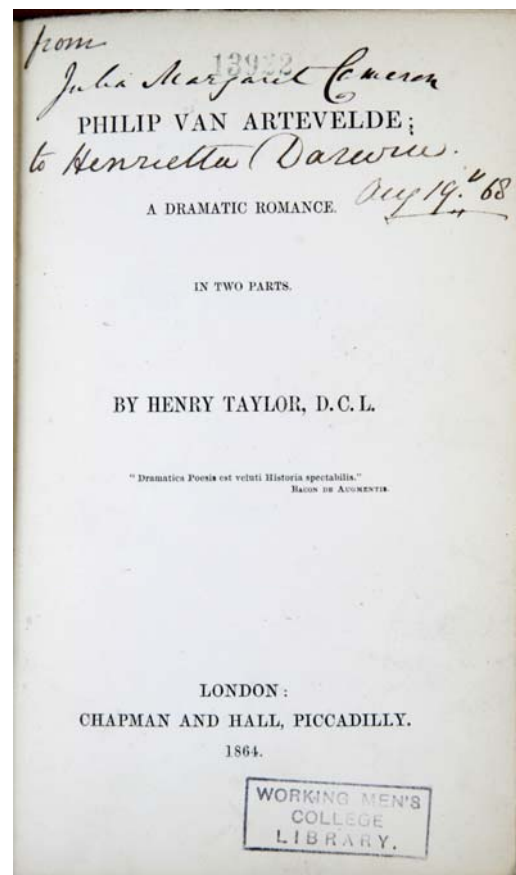 from
13922
Julia Margaret Cameron
PHILIP VAN ARTEVELDE;
to Henrietta Darwin.
Aug 19. 68
A DRAMATIC ROMANCE.
IN TWO PARTS.
BY HENRY TAYLOR, D.C.L.
"Dramatica Poesis est veluti Historia spectabilis."
BACON DE AUGMENTIS.
LONDON:
CHAPMAN AND HALL, PICCADILLY.
1864.
WORKING MEN'S
COLLEGE
LIBRARY.